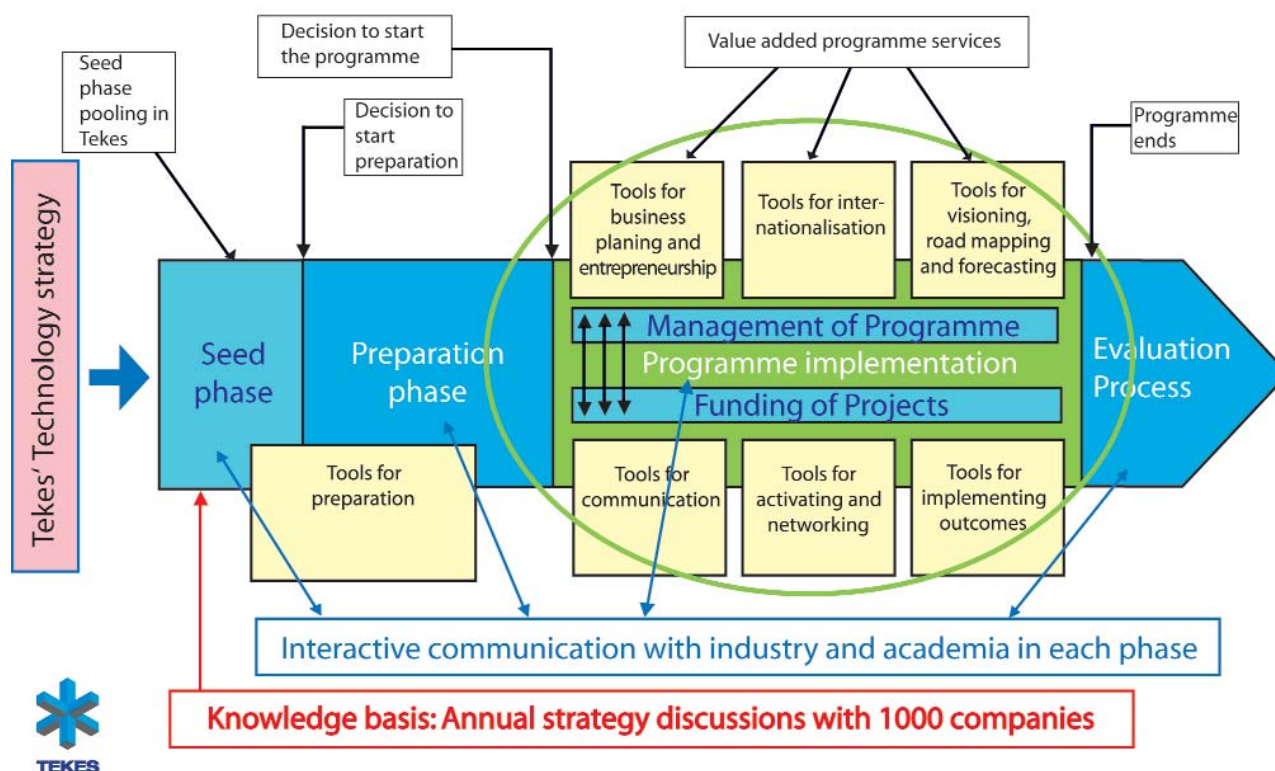 Decision to start
the programme
Value added programme services
Seed
phase
pooling in
Tekes
Decision to
start
preparation
Programme
ends
Tekes’ Technology strategy
Tools for
business
planing and
entrepreneurship
Tools for inter-
nationalisation
Tools for
visioning,
road mapping
and forecasting
Seed
phase
Preparation
phase
Management of Programme
Programme implementation
Funding of Projects
Evaluation
Process
Tools for
preparation
Tools for
communication
Tools for
activating and
networking
Tools for
implementing
outcomes
Interactive communication with industry and academia in each phase
Knowledge basis: Annual strategy discussions with 1000 companies
TEKES